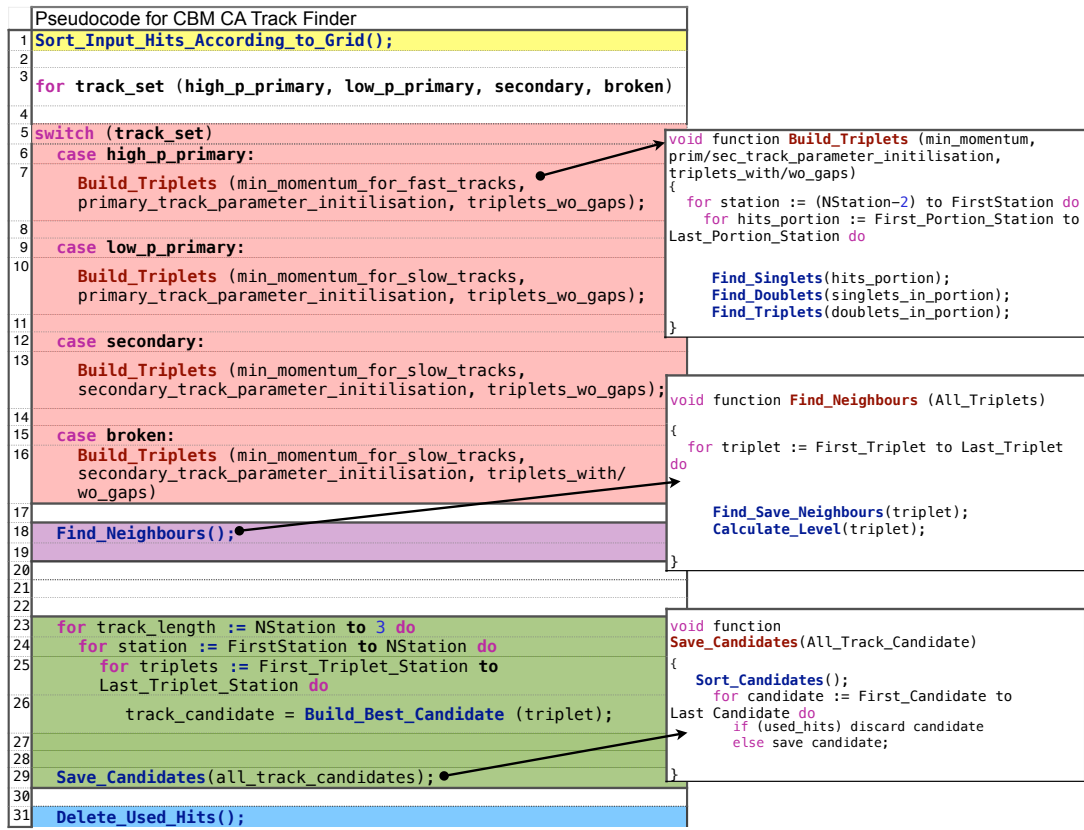 Pseudocode for CBM CA Track Finder
1 Sort_Input_Hits_According_to_Grid();
2
3 for track_set (high_p_primary, low_p_primary, secondary, broken)
4
5 switch (track_set)
6 case high_p_primary:
7 Build_Triplets (min_momentum_for_fast_tracks,
primary_track_parameter_initilisation, triplets_wo_gaps);
8
9 case low_p_primary:
10 Build_Triplets (min_momentum_for_slow_tracks,
primary_track_parameter_initilisation, triplets_wo_gaps);
11
12 case secondary:
13 Build_Triplets (min_momentum_for_slow_tracks,
secondary_track_parameter_initilisation, triplets_wo_gaps);
14
15 case broken:
16 Build_Triplets (min_momentum_for_slow_tracks,
secondary_track_parameter_initilisation, triplets_with/
wo_gaps)
17
18 Find_Neighbours();
19
20
21
22
23 for track_length := NStation to 3 do
24 for station := FirstStation to NStation do
25 for triplets := First_Triplet_Station to
Last_Triplet_Station do
26 track_candidate = Build_Best_Candidate (triplet);
27
28
29 Save_Candidates(all_track_candidates);
30
31 Delete_Used_Hits();
void function Build_Triplets (min_momentum,
prim/sec_track_parameter_initilisation,
triplets_with/wo_gaps)
{
for station := (NStation-2) to FirstStation do
for hits_portion := First_Portion_Station to
Last_Portion_Station do
Find_Singlets(hits_portion);
Find_Doublets(singlets_in_portion);
Find_Triplets(doublets_in_portion);
}
void function Find_Neighbours (All_Triplets)
{
for triplet := First_Triplet to Last_Triplet
do
Find_Save_Neighbours(triplet);
Calculate_Level(triplet);
}
void function
Save_Candidates(All_Track_Candidate)
{
Sort_Candidates();
for candidate := First_Candidate to
Last Candidate do
if (used_hits) discard candidate
else save candidate;
}